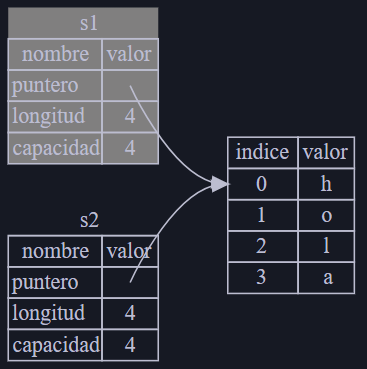 s1
nombre valor
puntero
longitud 4
capacidad 4
s2
nombre valor
puntero
longitud 4
capacidad 4
indice valor
0 h
1 o
2 l
3 a